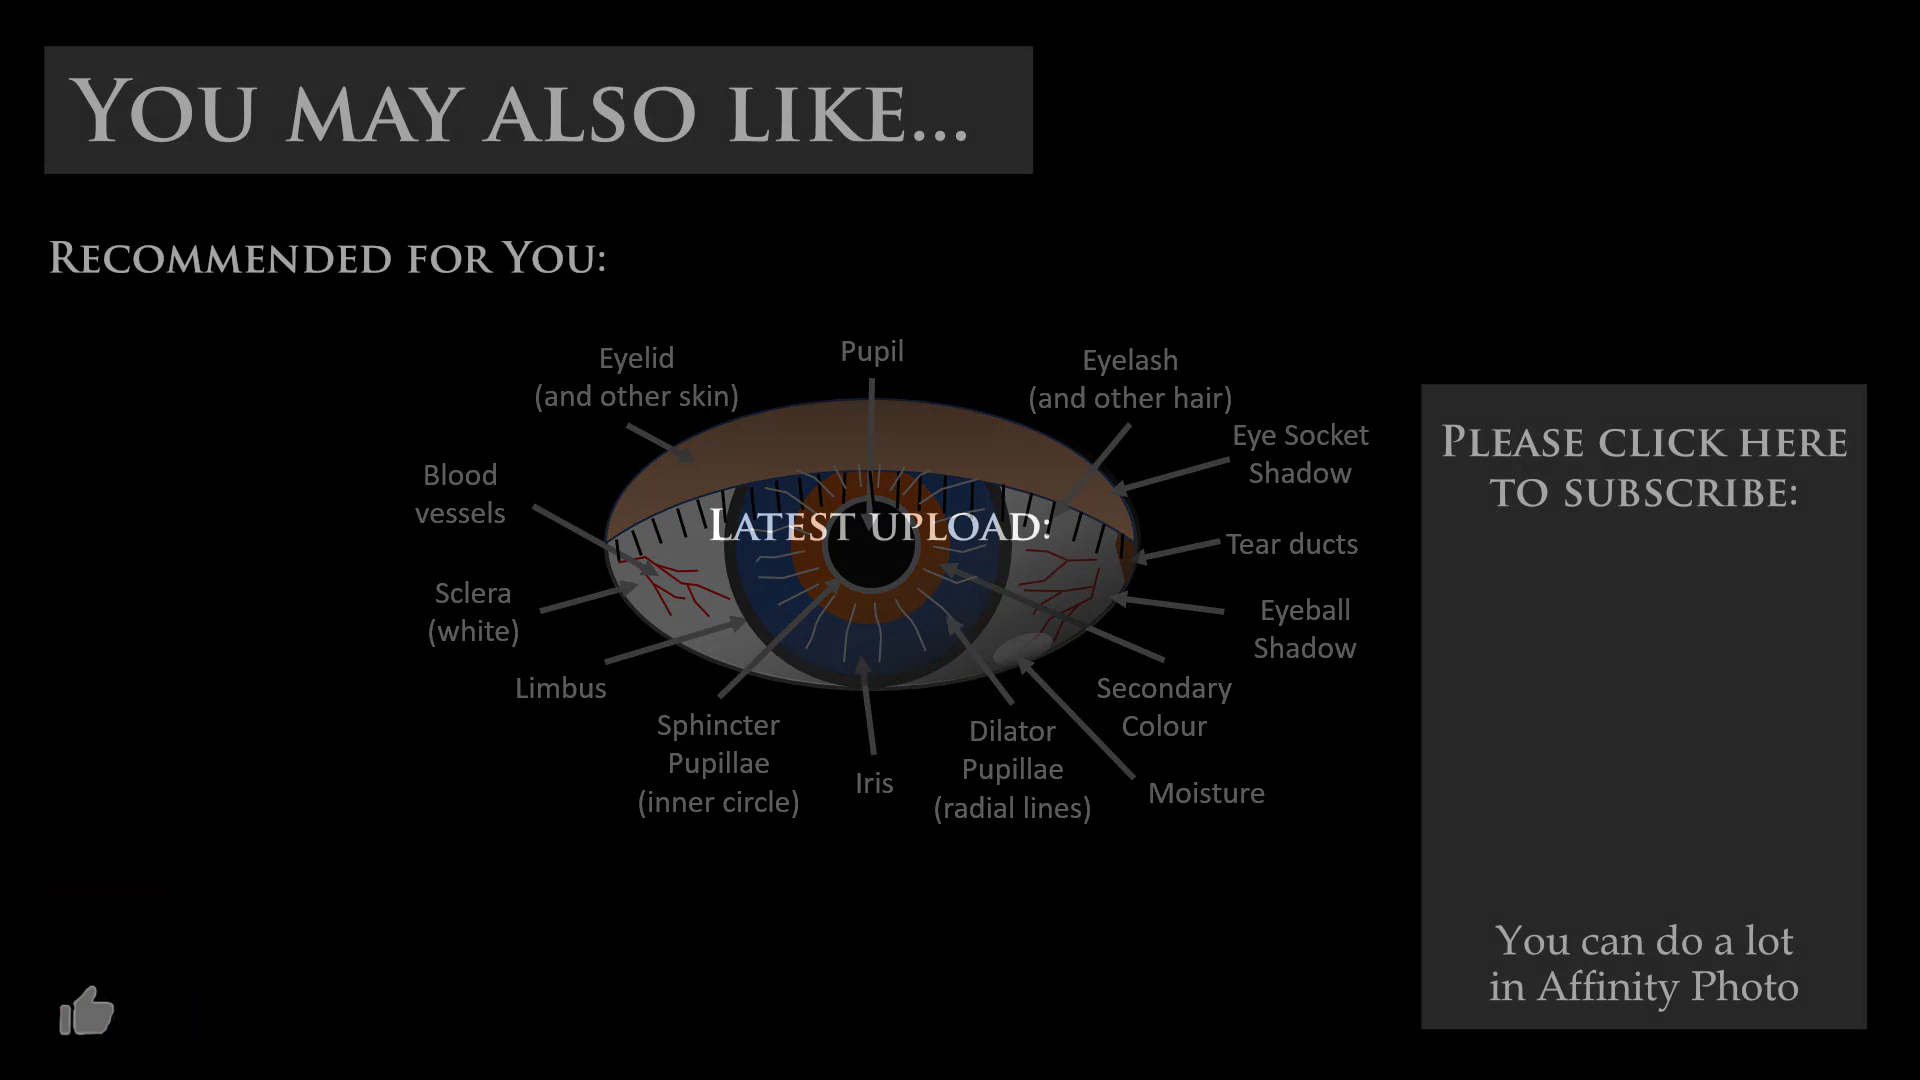 You may also like...
Recommended for You:
Eyelid
(and other skin)
Pupil
Eyelash
(and other hair)
Eye Socket
Shadow
Blood
vessels
Latest upload:
Tear ducts
Sclera
(white)
Eyeball
Shadow
Limbus
Secondary
Colour
Sphincter
Pupillae
(inner circle)
Iris
Dilator
Pupillae
(radial lines)
Moisture
Please click here
to subscribe:
You can do a lot
in Affinity Photo